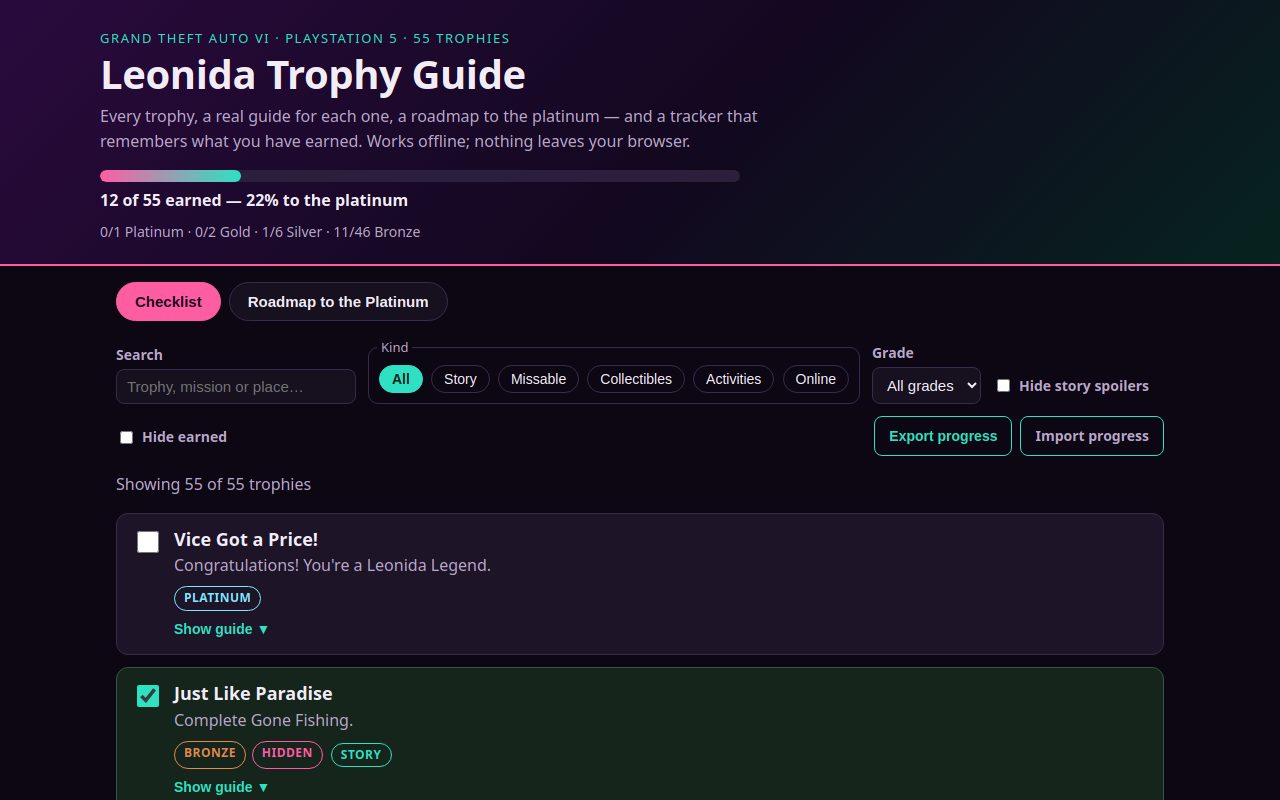 GRAND THEFT AUTO VI · PLAYSTATION 5 · 55 TROPHIES
Leonida Trophy Guide
Every trophy, a real guide for each one, a roadmap to the platinum — and a tracker that
remembers what you have earned. Works offline; nothing leaves your browser.
12 of 55 earned — 22% to the platinum
0/1 Platinum · 0/2 Gold · 1/6 Silver · 11/46 Bronze
Checklist
Roadmap to the Platinum
Search
Trophy, mission or place…
Kind
All
Story
Missable
Collectibles
Activities
Online
Grade
All grades
Hide story spoilers
Hide earned
Export progress
Import progress
Showing 55 of 55 trophies
Vice Got a Price!
Congratulations! You're a Leonida Legend.
PLATINUM
Show guide ▼
Just Like Paradise
Complete Gone Fishing.
BRONZE
HIDDEN
STORY
Show guide ▼